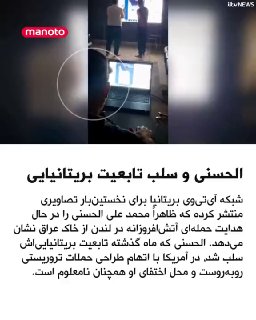 itvNEWS
manoto
الحسنی و سلب تابعیت بریتانیایی
شبکه آی‌تی‌وی بریتانیا برای نخستین‌بار تصاویری
منتشر کرده که ظاهراً محمد علی الحسنی را در حال
هدایت حمله‌ای آتش‌افروزانه در لندن از خاک عراق نشان
می‌دهد. الحسنی که ماه گذشته تابعیت بریتانیایی‌اش
سلب شد، در آمریکا با اتهام طراحی حملات تروریستی
روبه‌روست و محل اختفای او همچنان نامعلوم است.